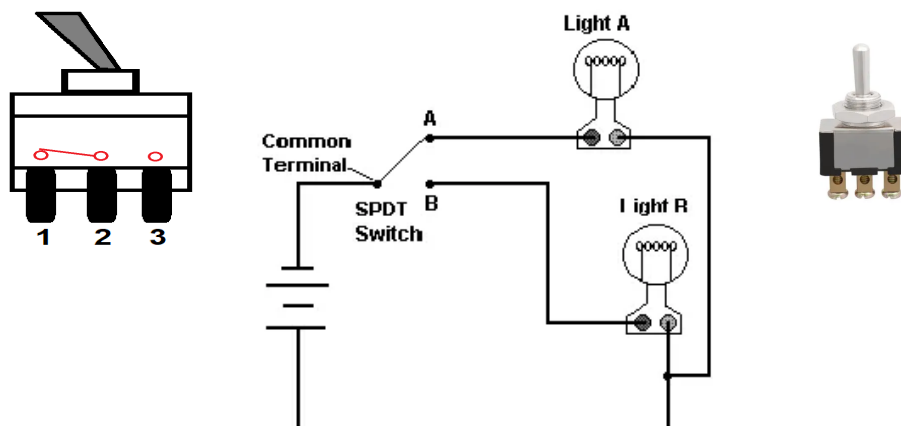 Light A
A
Common
Terminal
SPDT
Switch
B
Light R
1 2 3